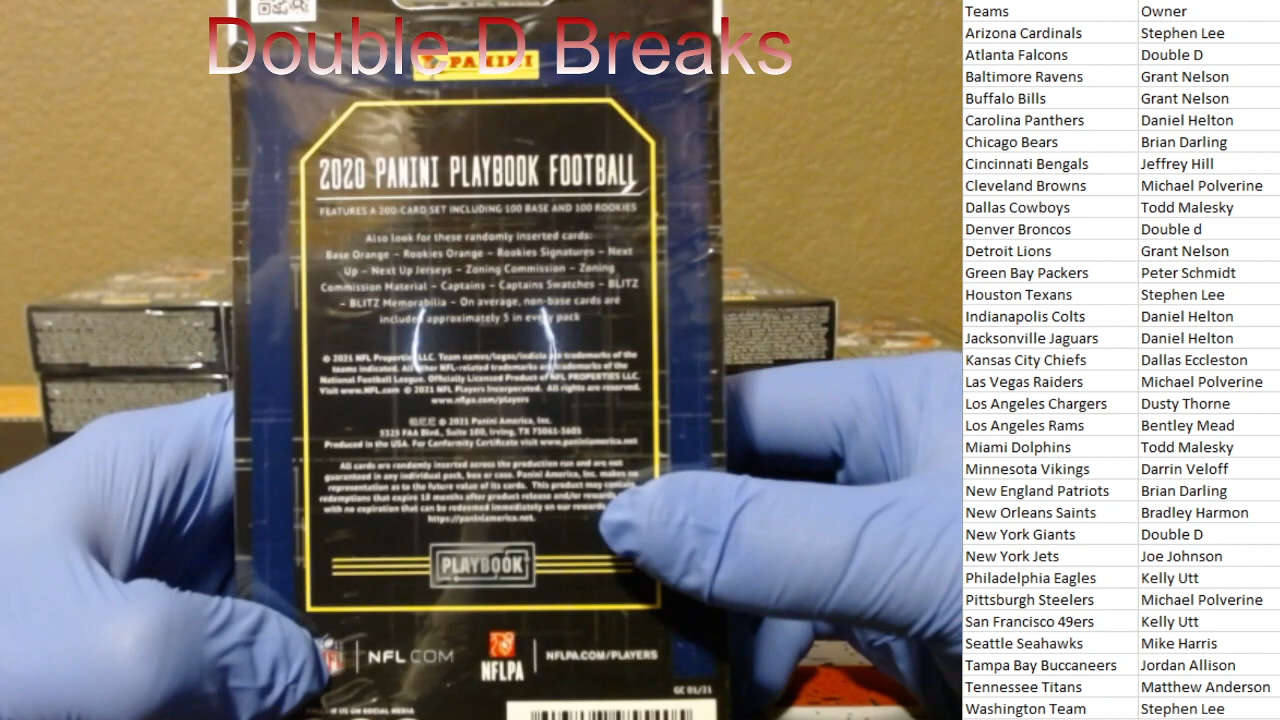 Double D Breaks
PANINI
2020 PANINI PLAYBOOK FOOTBALL
FEATURES A 200-CARD SET INCLUDING 100 BASE AND 100 ROOKIES
Also look for these randomly inserted cards:
Base Orange – Rookies Orange – Rookies Signatures – Next
Up – Next Up Jerseys – Zoning Commission – Zoning
Commission Material – Captains – Captains Swatches – BLITZ
– BLITZ Memorabilia – On average, non-base cards are
included approximately 5 in every pack
© 2021 NFL Properties LLC. Team names/logos/indicia are trademarks of the
teams indicated. All other NFL-related trademarks are trademarks of the
National Football League. Officially Licensed Product of NFL PROPERTIES LLC.
Visit www.NFL.com © 2021 NFL Players Incorporated. All rights are reserved.
www.nflpa.com/players
© 2021 Panini America, Inc.
5325 FAA Blvd., Suite 100, Irving, TX 75061-3601
Produced in the USA. For Conformity Certificate visit www.paniniamerica.net
All cards are randomly inserted across the production run and are not
guaranteed in any individual pack, box or case. Panini America, Inc. makes no
representation as to the future value of its cards. This product may contain
redemptions that expire 18 months after product release and/or rewards
with no expiration that can be redeemed immediately on our rewards
https://paniniamerica.net.
PLAYBOOK
NFL NFL.COM
NFLPA NFLPA.COM/PLAYERS
GC 01/21
US ON SOCIAL MEDIA
Teams Owner
Arizona Cardinals Stephen Lee
Atlanta Falcons Double D
Baltimore Ravens Grant Nelson
Buffalo Bills Grant Nelson
Carolina Panthers Daniel Helton
Chicago Bears Brian Darling
Cincinnati Bengals Jeffrey Hill
Cleveland Browns Michael Polverine
Dallas Cowboys Todd Malesky
Denver Broncos Double d
Detroit Lions Grant Nelson
Green Bay Packers Peter Schmidt
Houston Texans Stephen Lee
Indianapolis Colts Daniel Helton
Jacksonville Jaguars Daniel Helton
Kansas City Chiefs Dallas Eccleston
Las Vegas Raiders Michael Polverine
Los Angeles Chargers Dusty Thorne
Los Angeles Rams Bentley Mead
Miami Dolphins Todd Malesky
Minnesota Vikings Darrin Veloff
New England Patriots Brian Darling
New Orleans Saints Bradley Harmon
New York Giants Double D
New York Jets Joe Johnson
Philadelphia Eagles Kelly Utt
Pittsburgh Steelers Michael Polverine
San Francisco 49ers Kelly Utt
Seattle Seahawks Mike Harris
Tampa Bay Buccaneers Jordan Allison
Tennessee Titans Matthew Anderson
Washington Team Stephen Lee